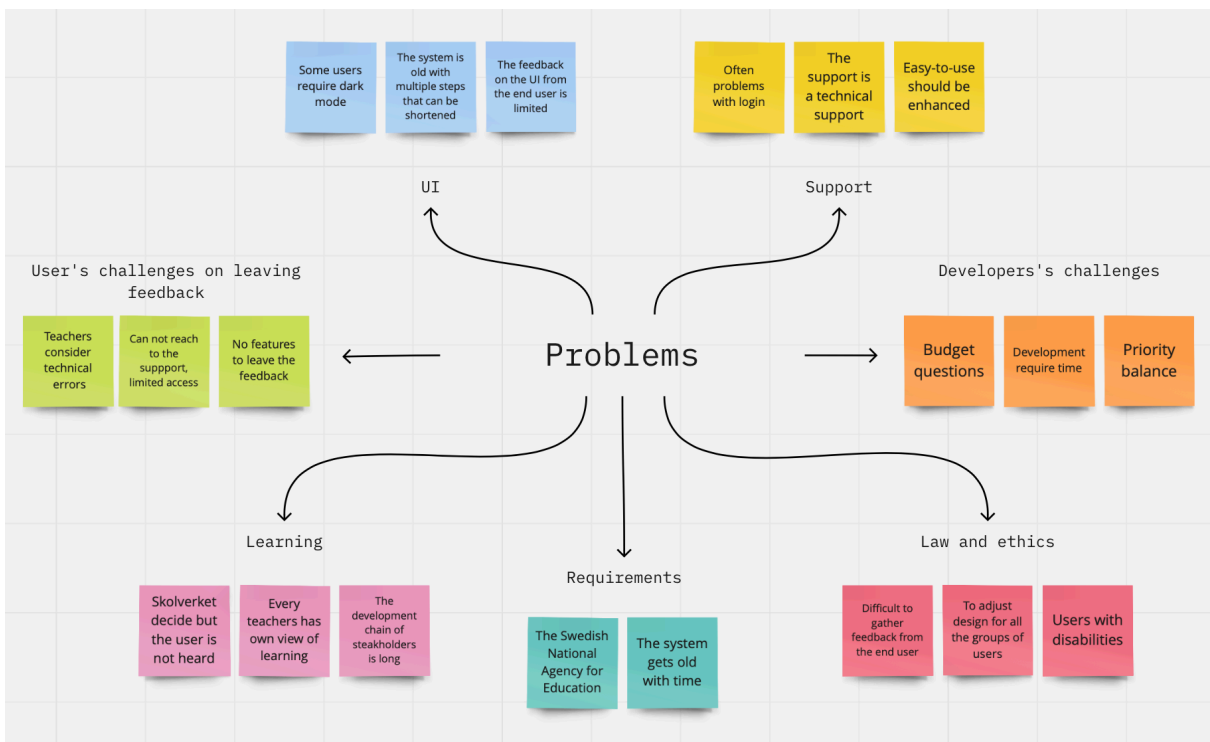 Some users
require dark
mode
The system is
old with
multiple steps
that can be
shortened
The feedback
on the UI from
the end user is
limited
Often
problems
with login
The
support is
a technical
support
Easy-to-use
should be
enhanced
UI
Support
User's challenges on leaving
feedback
Developers's challenges
Teachers
consider
technical
errors
Can not reach
to the
suppport,
limited access
No features
to leave the
feedback
Problems
Budget
questions
Development
require time
Priority
balance
Learning
Requirements
Law and ethics
Skolverket
decide but
the user is
not heard
Every
teachers has
own view of
learning
The
development
chain of
steakholders
is long
The Swedish
National
Agency for
Education
The system
gets old
with time
Difficult to
gather
feedback from
the end user
To adjust
design for all
the groups of
users
Users with
disabilities